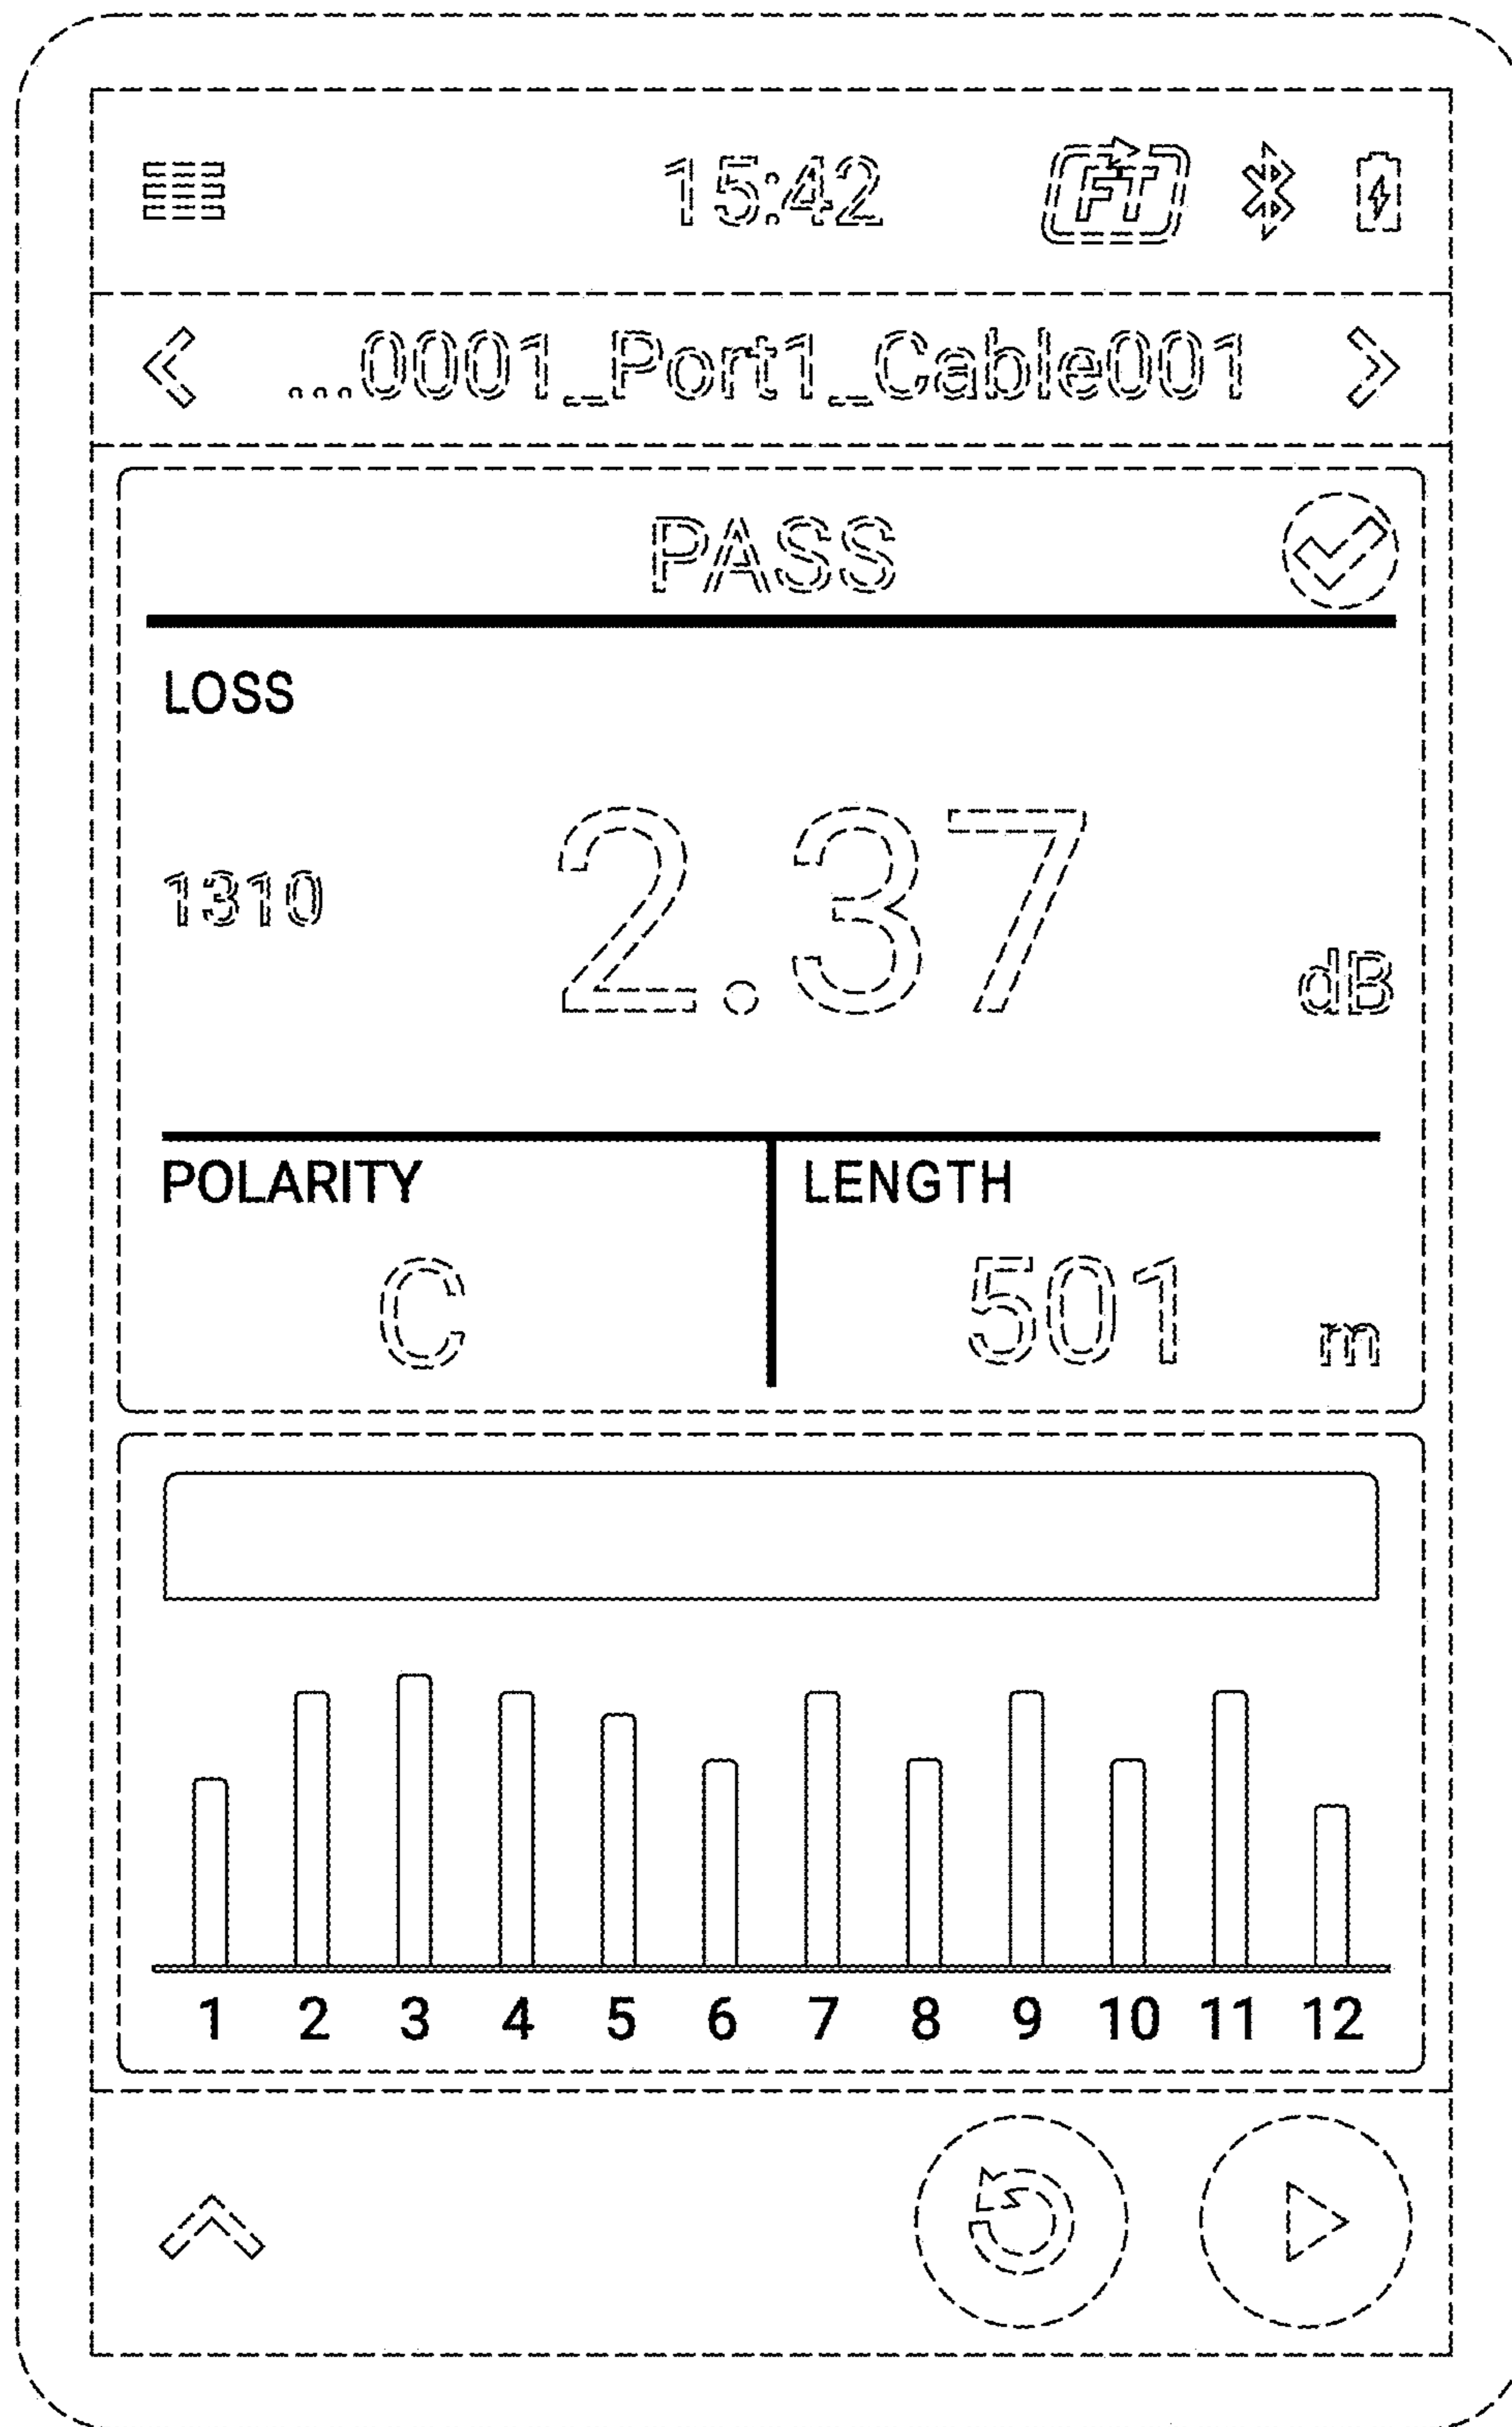 15:42 FT
...0001_Port1_Cable001
PASS
LOSS
1310 2.37 dB
POLARITY LENGTH
C 501 m
1 2 3 4 5 6 7 8 9 10 11 12